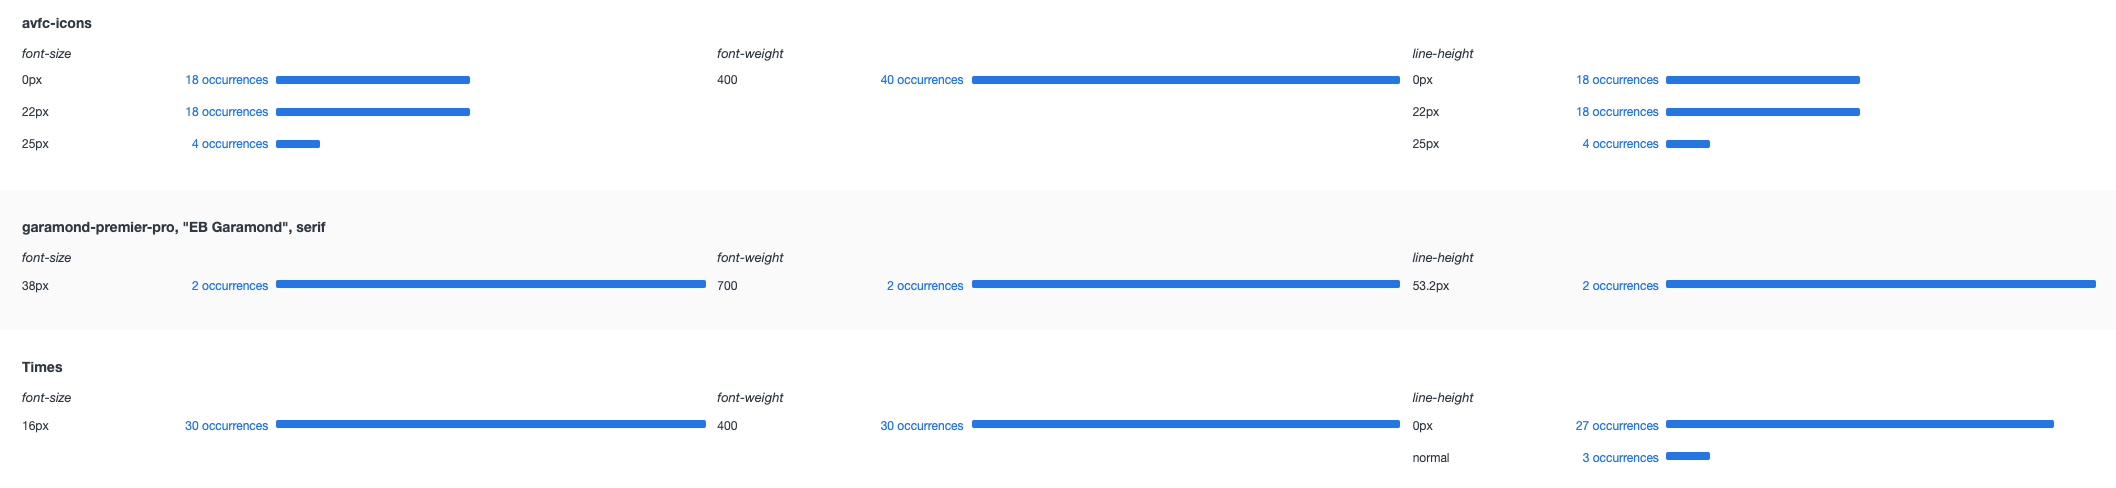 avfc-icons
font-size font-weight line-height
0px 18 occurrences 400 40 occurrences 0px 18 occurrences
22px 18 occurrences 22px 18 occurrences
25px 4 occurrences 25px 4 occurrences
garamond-premier-pro, "EB Garamond", serif
font-size font-weight line-height
38px 2 occurrences 700 2 occurrences 53.2px 2 occurrences
Times
font-size font-weight line-height
16px 30 occurrences 400 30 occurrences 0px 27 occurrences
normal 3 occurrences